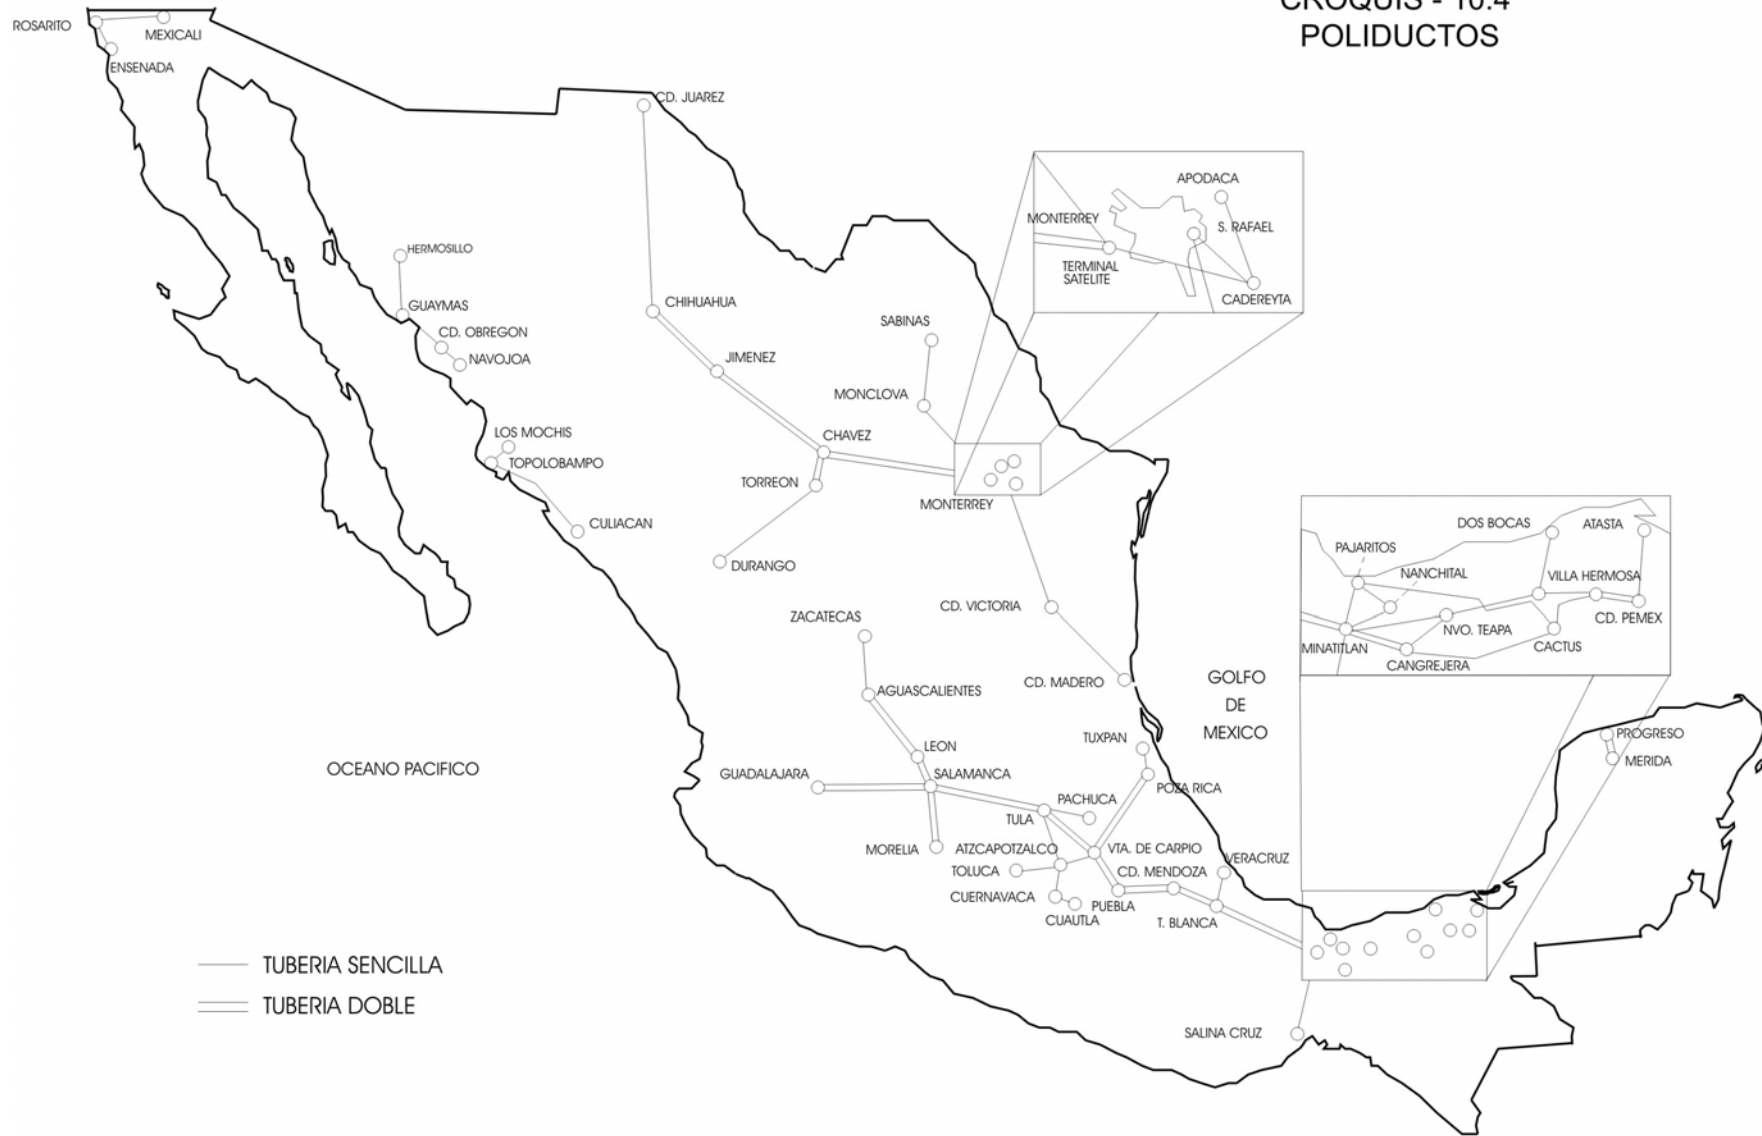 CROQUIS - 10.4
POLIDUCTOS
ROSARITO
MEXICALI
ENSENADA
CD. JUAREZ
HERMOSILLO
GUAYMAS
CD. OBREGON
NAVOJOA
CHIHUAHUA
JIMENEZ
SABINAS
MONCLOVA
APODACA
MONTERREY
S. RAFAEL
TERMINAL
SATELITE
CADEREYTA
LOS MOCHIS
TOPOLOBAMPO
CULIACAN
CHAVEZ
TORREON
MONTERREY
DURANGO
CD. VICTORIA
CD. MADERO
ZACATECAS
AGUASCALIENTES
LEON
SALAMANCA
GUADALAJARA
MORELIA
TUXPAN
POZA RICA
PACHUCA
TULA
ATZCAPOTZALCO
VTA. DE CARPIO
TOLUCA
CD. MENDOZA
VERACRUZ
CUERNAVACA
CUAUTLA
PUEBLA
T. BLANCA
GOLFO
DE
MEXICO
DOS BOCAS
ATASTA
PAJARITOS
NANCHITAL
VILLA HERMOSA
MINATITLAN
NVO. TEAPA
CD. PEMEX
CANGREJERA
CACTUS
PROGRESO
MERIDA
SALINA CRUZ
OCEANO PACIFICO
TUBERIA SENCILLA
TUBERIA DOBLE